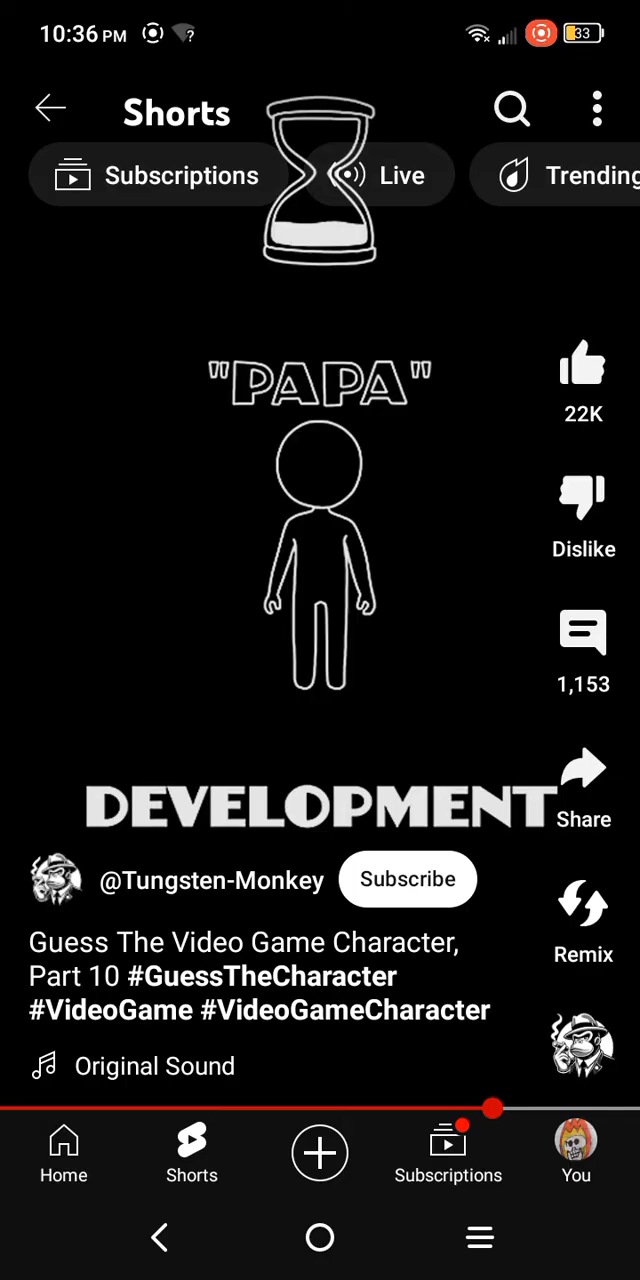 10:36 PM
?
33
Shorts
Subscriptions
Live
Trending
"PAPA"
22K
Dislike
1,153
DEVELOPMENT
Share
@Tungsten-Monkey
Subscribe
Guess The Video Game Character,
Part 10 #GuessTheCharacter
#VideoGame #VideoGameCharacter
Remix
Original Sound
Home
Shorts
Subscriptions
You